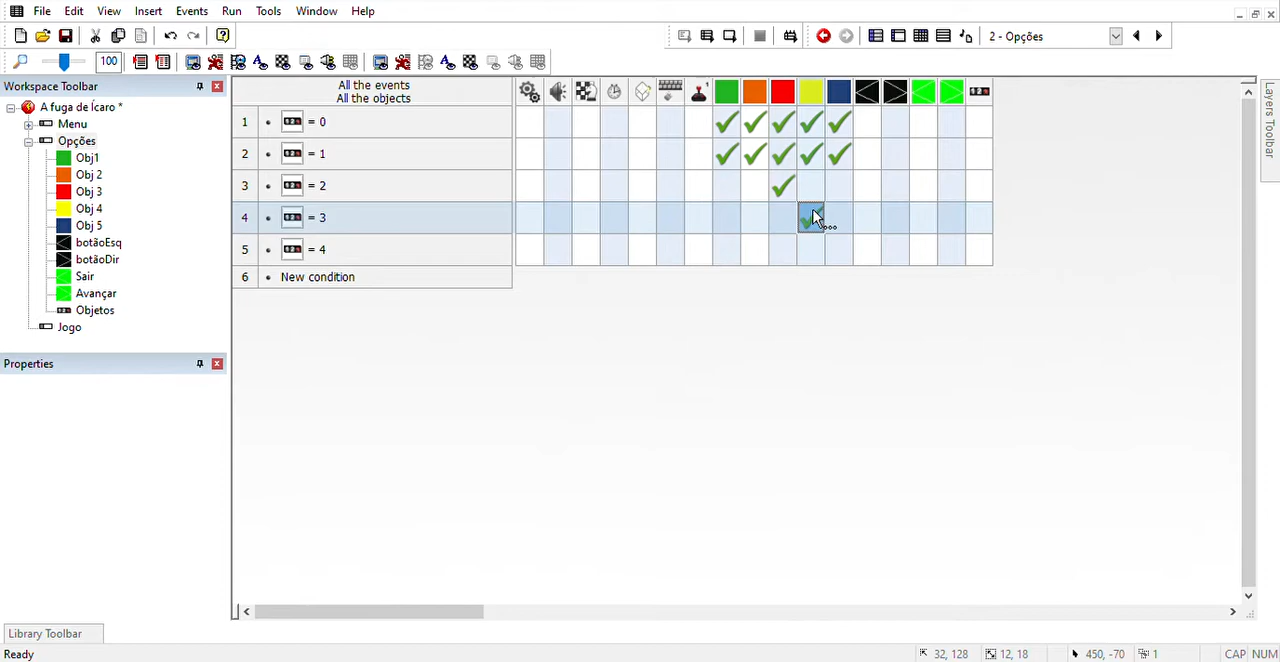 File Edit View Insert Events Run Tools Window Help
2 - Opções
100
Workspace Toolbar
A fuga de Ícaro *
Menu
Opções
Obj1
Obj 2
Obj 3
Obj 4
Obj 5
botãoEsq
botãoDir
Sair
Avançar
Objetos
Jogo
Properties
Library Toolbar
All the events
All the objects
1 • = 0
2 • = 1
3 • = 2
4 • = 3
5 • = 4
6 • New condition
Layers Toolbar
Ready
32, 128
12, 18
450, -70
1
CAP NUM